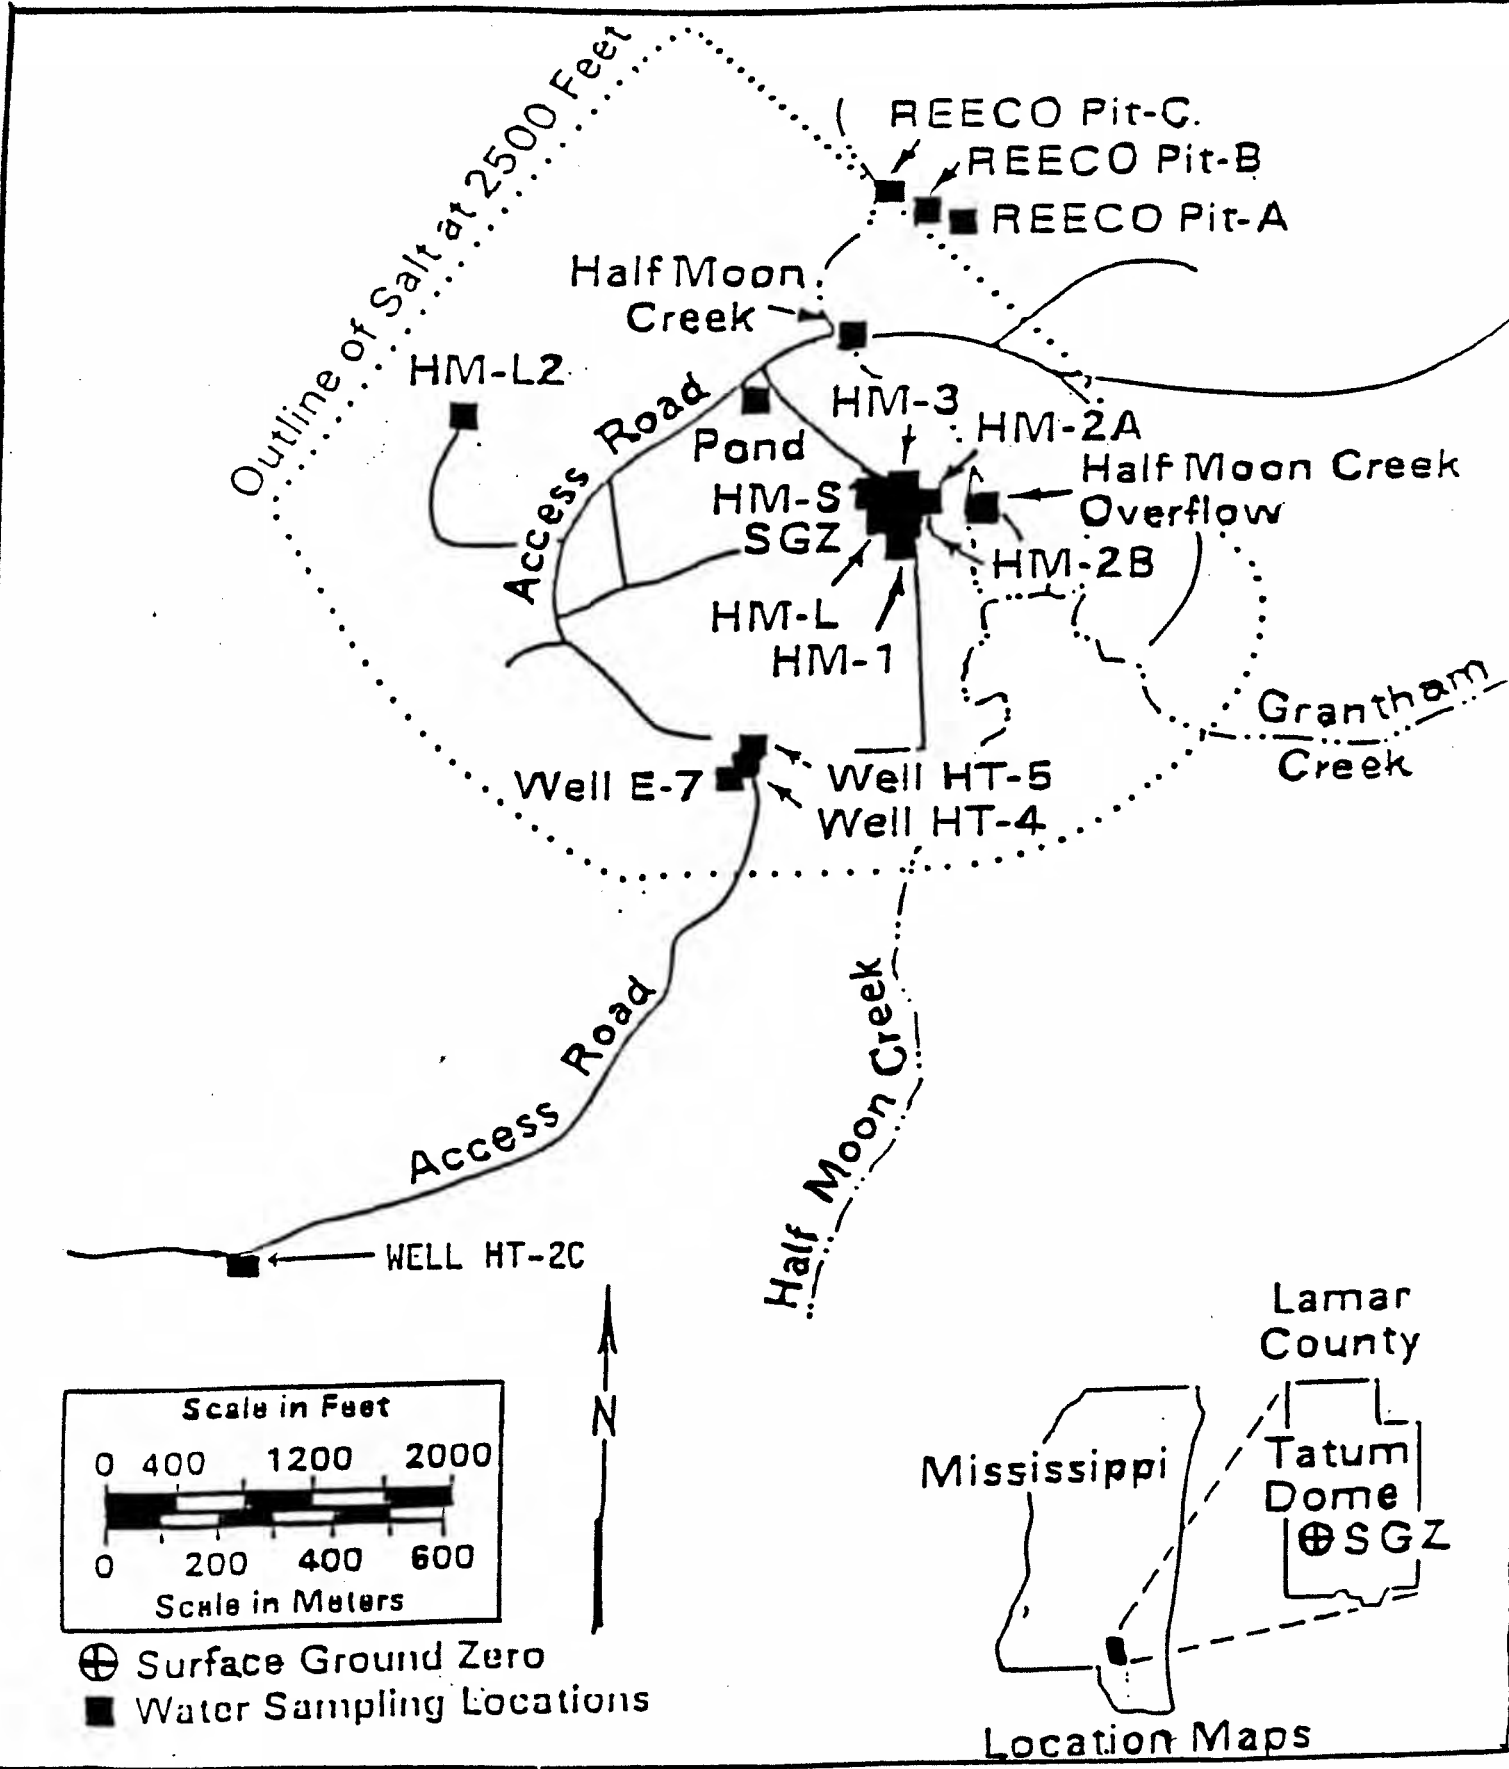 Outline of Salt at 2500 Feet
REECO Pit-C.
REECO Pit-B
REECO Pit-A
Half Moon
Creek
HM-L2
Access Road
Pond
HM-3
HM-2A
Half Moon Creek
Overflow
HM-S
SGZ
HM-2B
HM-L
HM-1
Grantham
Creek
Well E-7
Well HT-5
Well HT-4
Access Road
Half Moon Creek
WELL HT-2C
N
Scale in Feet
0 400 1200 2000
0 200 400 600
Scale in Meters
Surface Ground Zero
Water Sampling Locations
Lamar
County
Mississippi
Tatum
Dome
SGZ
Location Maps